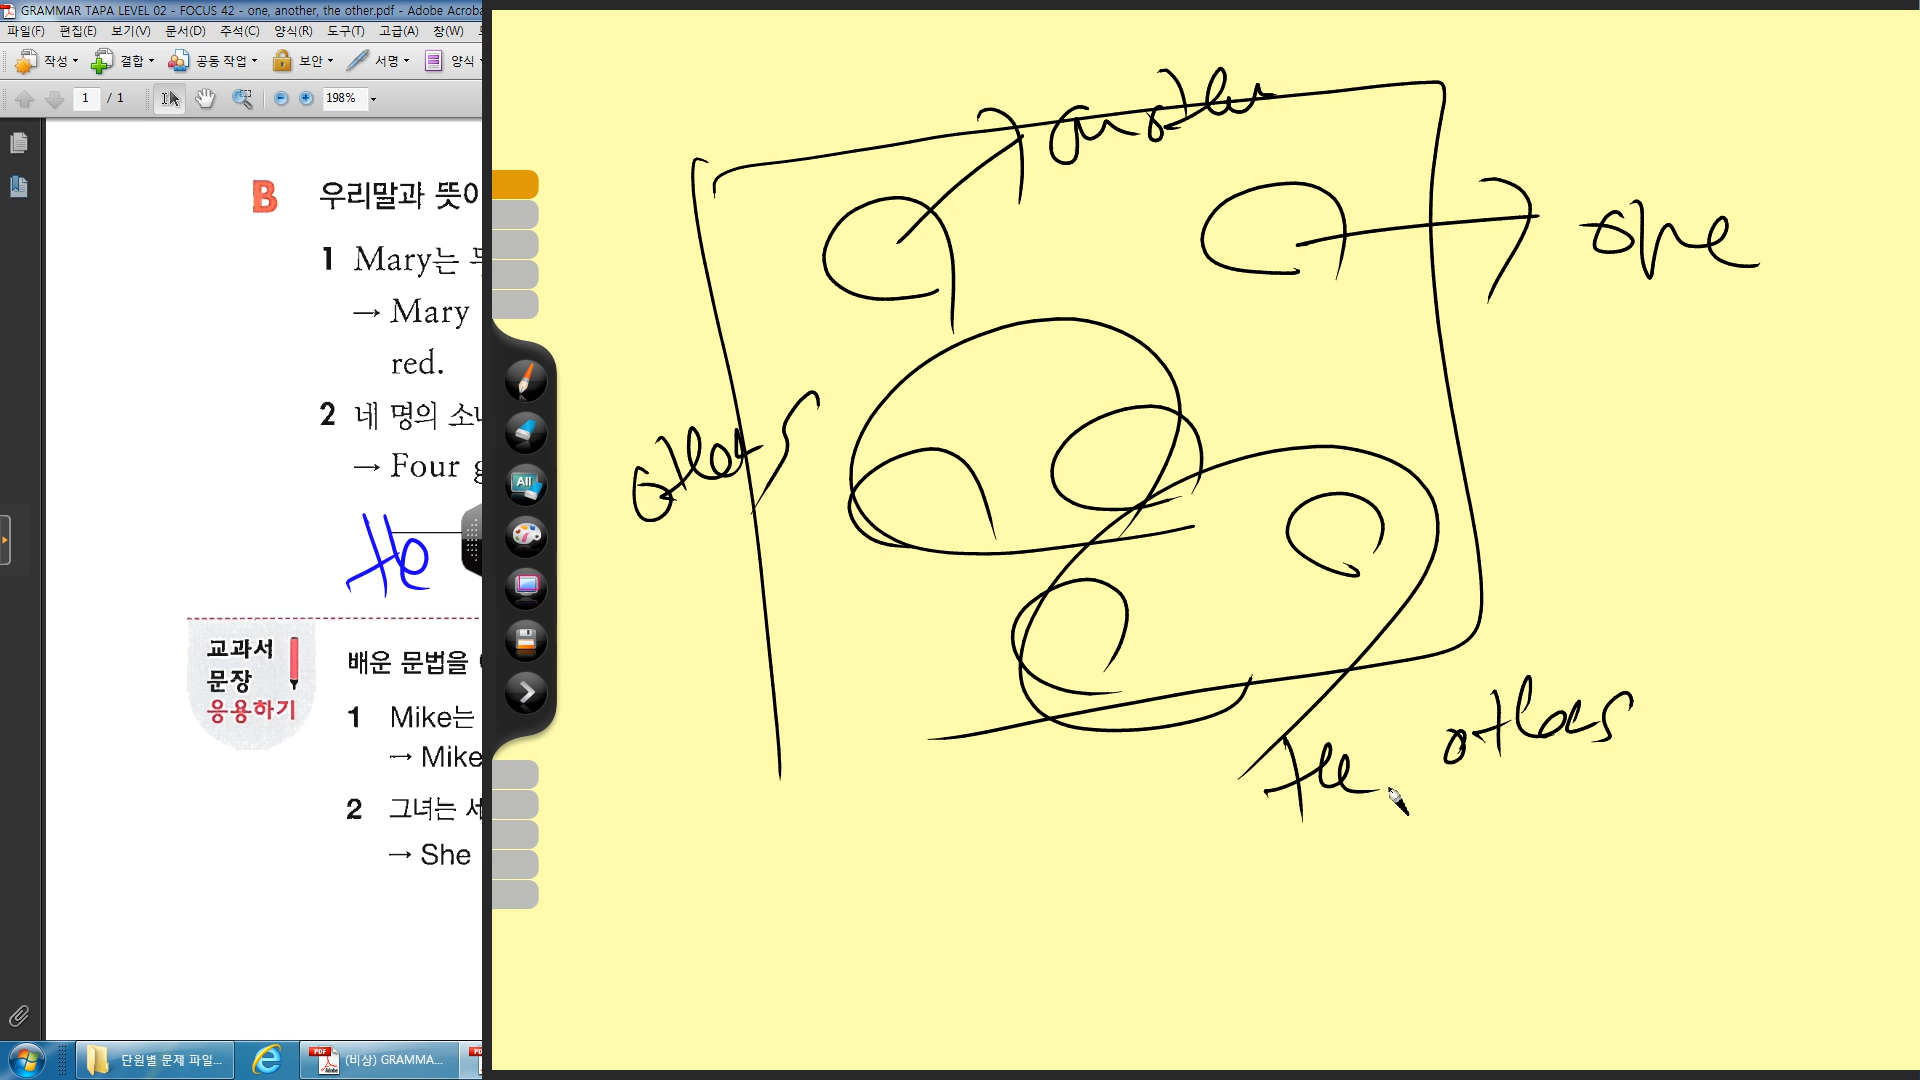 GRAMMAR TAPA LEVEL 02 - FOCUS 42 - one, another, the other.pdf - Adobe Acroba
파일(F) 편집(E) 보기(V) 문서(D) 주석(C) 양식(R) 도구(T) 고급(A) 창(W)
작성 결합 공동 작업 보안 서명 양식
1 / 1 198%
B 우리말과 뜻이
1 Mary는
→ Mary
red.
2 네 명의 소녀
→ Four g
the
교과서
문장
응용하기
배운 문법을
1 Mike는
→ Mike
2 그녀는 세
→ She
All
another
one
others
the others
단원별 문제 파일...
(비상) GRAMMA...